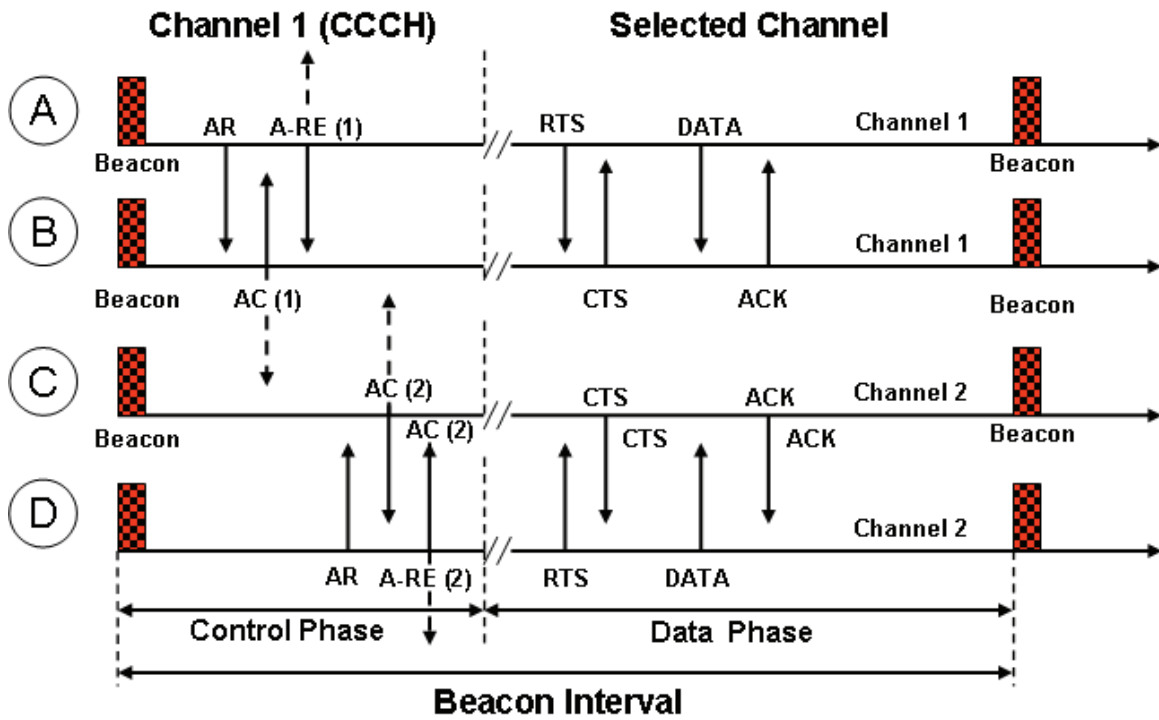 Channel 1 (CCCH) Selected Channel
A
AR A-RE (1) RTS DATA Channel 1
Beacon Beacon
B
Channel 1
Beacon AC (1) CTS ACK Beacon
C
AC (2) CTS ACK Channel 2
Beacon AC (2) CTS ACK Beacon
D
Channel 2
AR A-RE (2) RTS DATA
Control Phase Data Phase
Beacon Interval